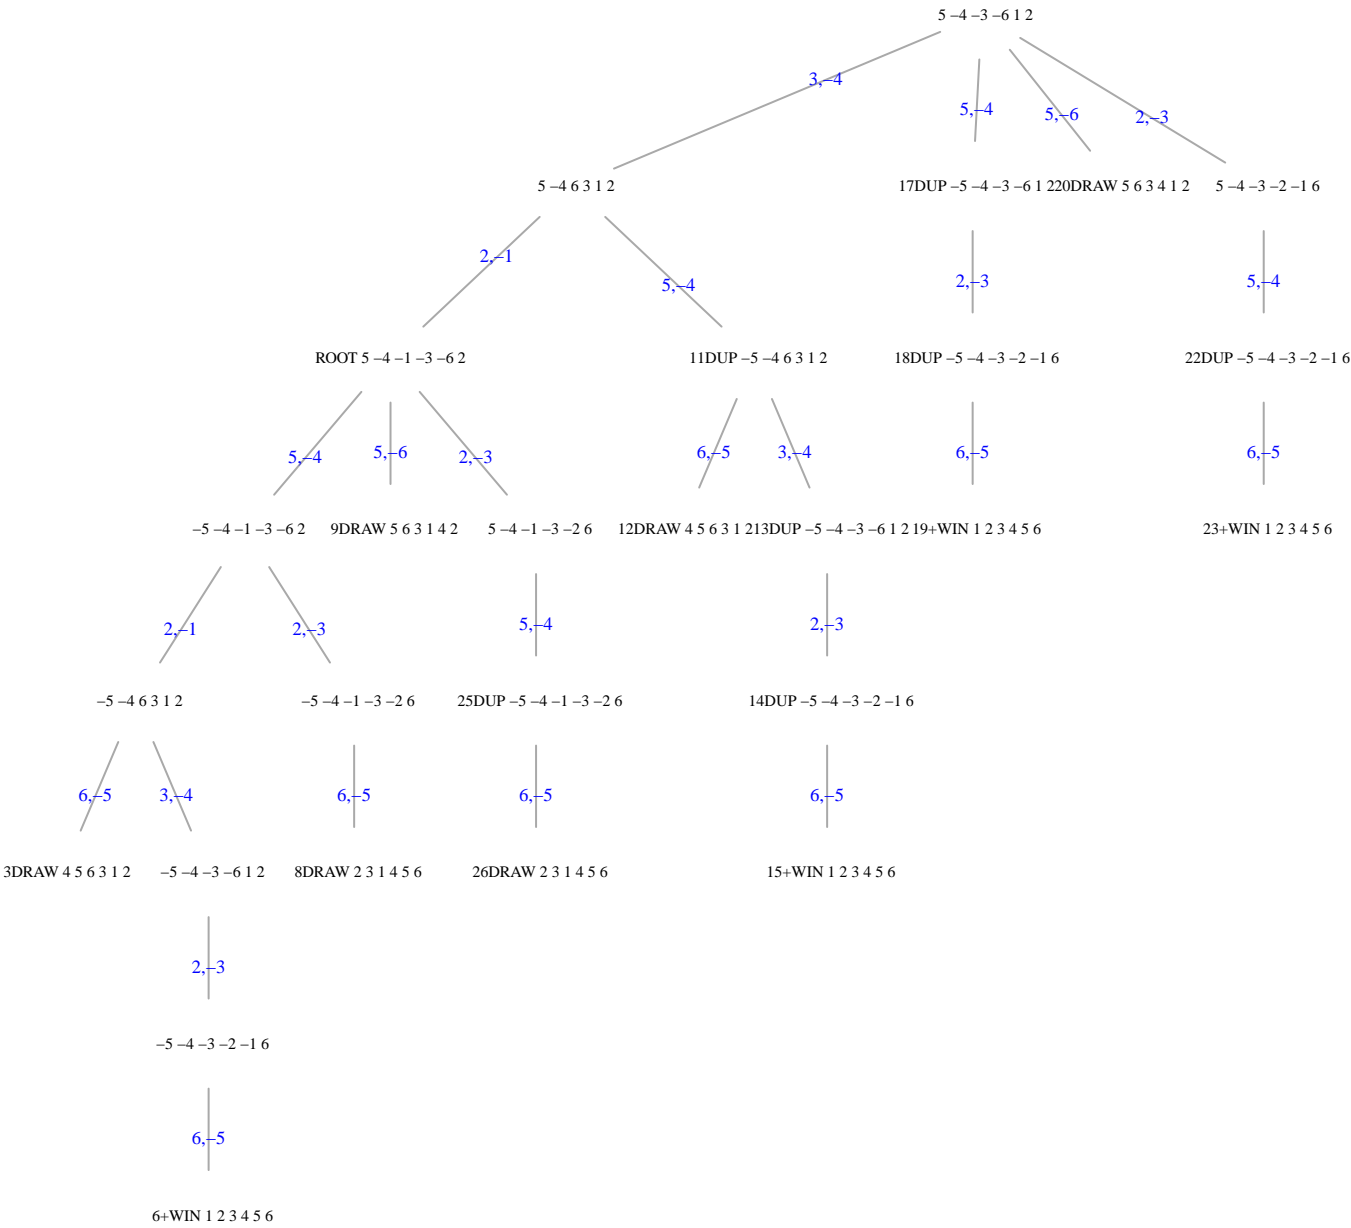 5 –4 –3 –6 1 2
3,–4
5,–4
5,–6
2,–3
5 –4 6 3 1 2
17DUP –5 –4 –3 –6 1 2
20DRAW 5 6 3 4 1 2
5 –4 –3 –2 –1 6
2,–1
5,–4
2,–3
5,–4
ROOT 5 –4 –1 –3 –6 2
11DUP –5 –4 6 3 1 2
18DUP –5 –4 –3 –2 –1 6
22DUP –5 –4 –3 –2 –1 6
5,–4
5,–6
2,–3
6,–5
3,–4
6,–5
6,–5
–5 –4 –1 –3 –6 2
9DRAW 5 6 3 1 4 2
5 –4 –1 –3 –2 6
12DRAW 4 5 6 3 1 2
13DUP –5 –4 –3 –6 1 2
19+WIN 1 2 3 4 5 6
23+WIN 1 2 3 4 5 6
2,–1
2,–3
5,–4
2,–3
–5 –4 6 3 1 2
–5 –4 –1 –3 –2 6
25DUP –5 –4 –1 –3 –2 6
14DUP –5 –4 –3 –2 –1 6
6,–5
3,–4
6,–5
6,–5
6,–5
3DRAW 4 5 6 3 1 2
–5 –4 –3 –6 1 2
8DRAW 2 3 1 4 5 6
26DRAW 2 3 1 4 5 6
15+WIN 1 2 3 4 5 6
2,–3
–5 –4 –3 –2 –1 6
6,–5
6+WIN 1 2 3 4 5 6